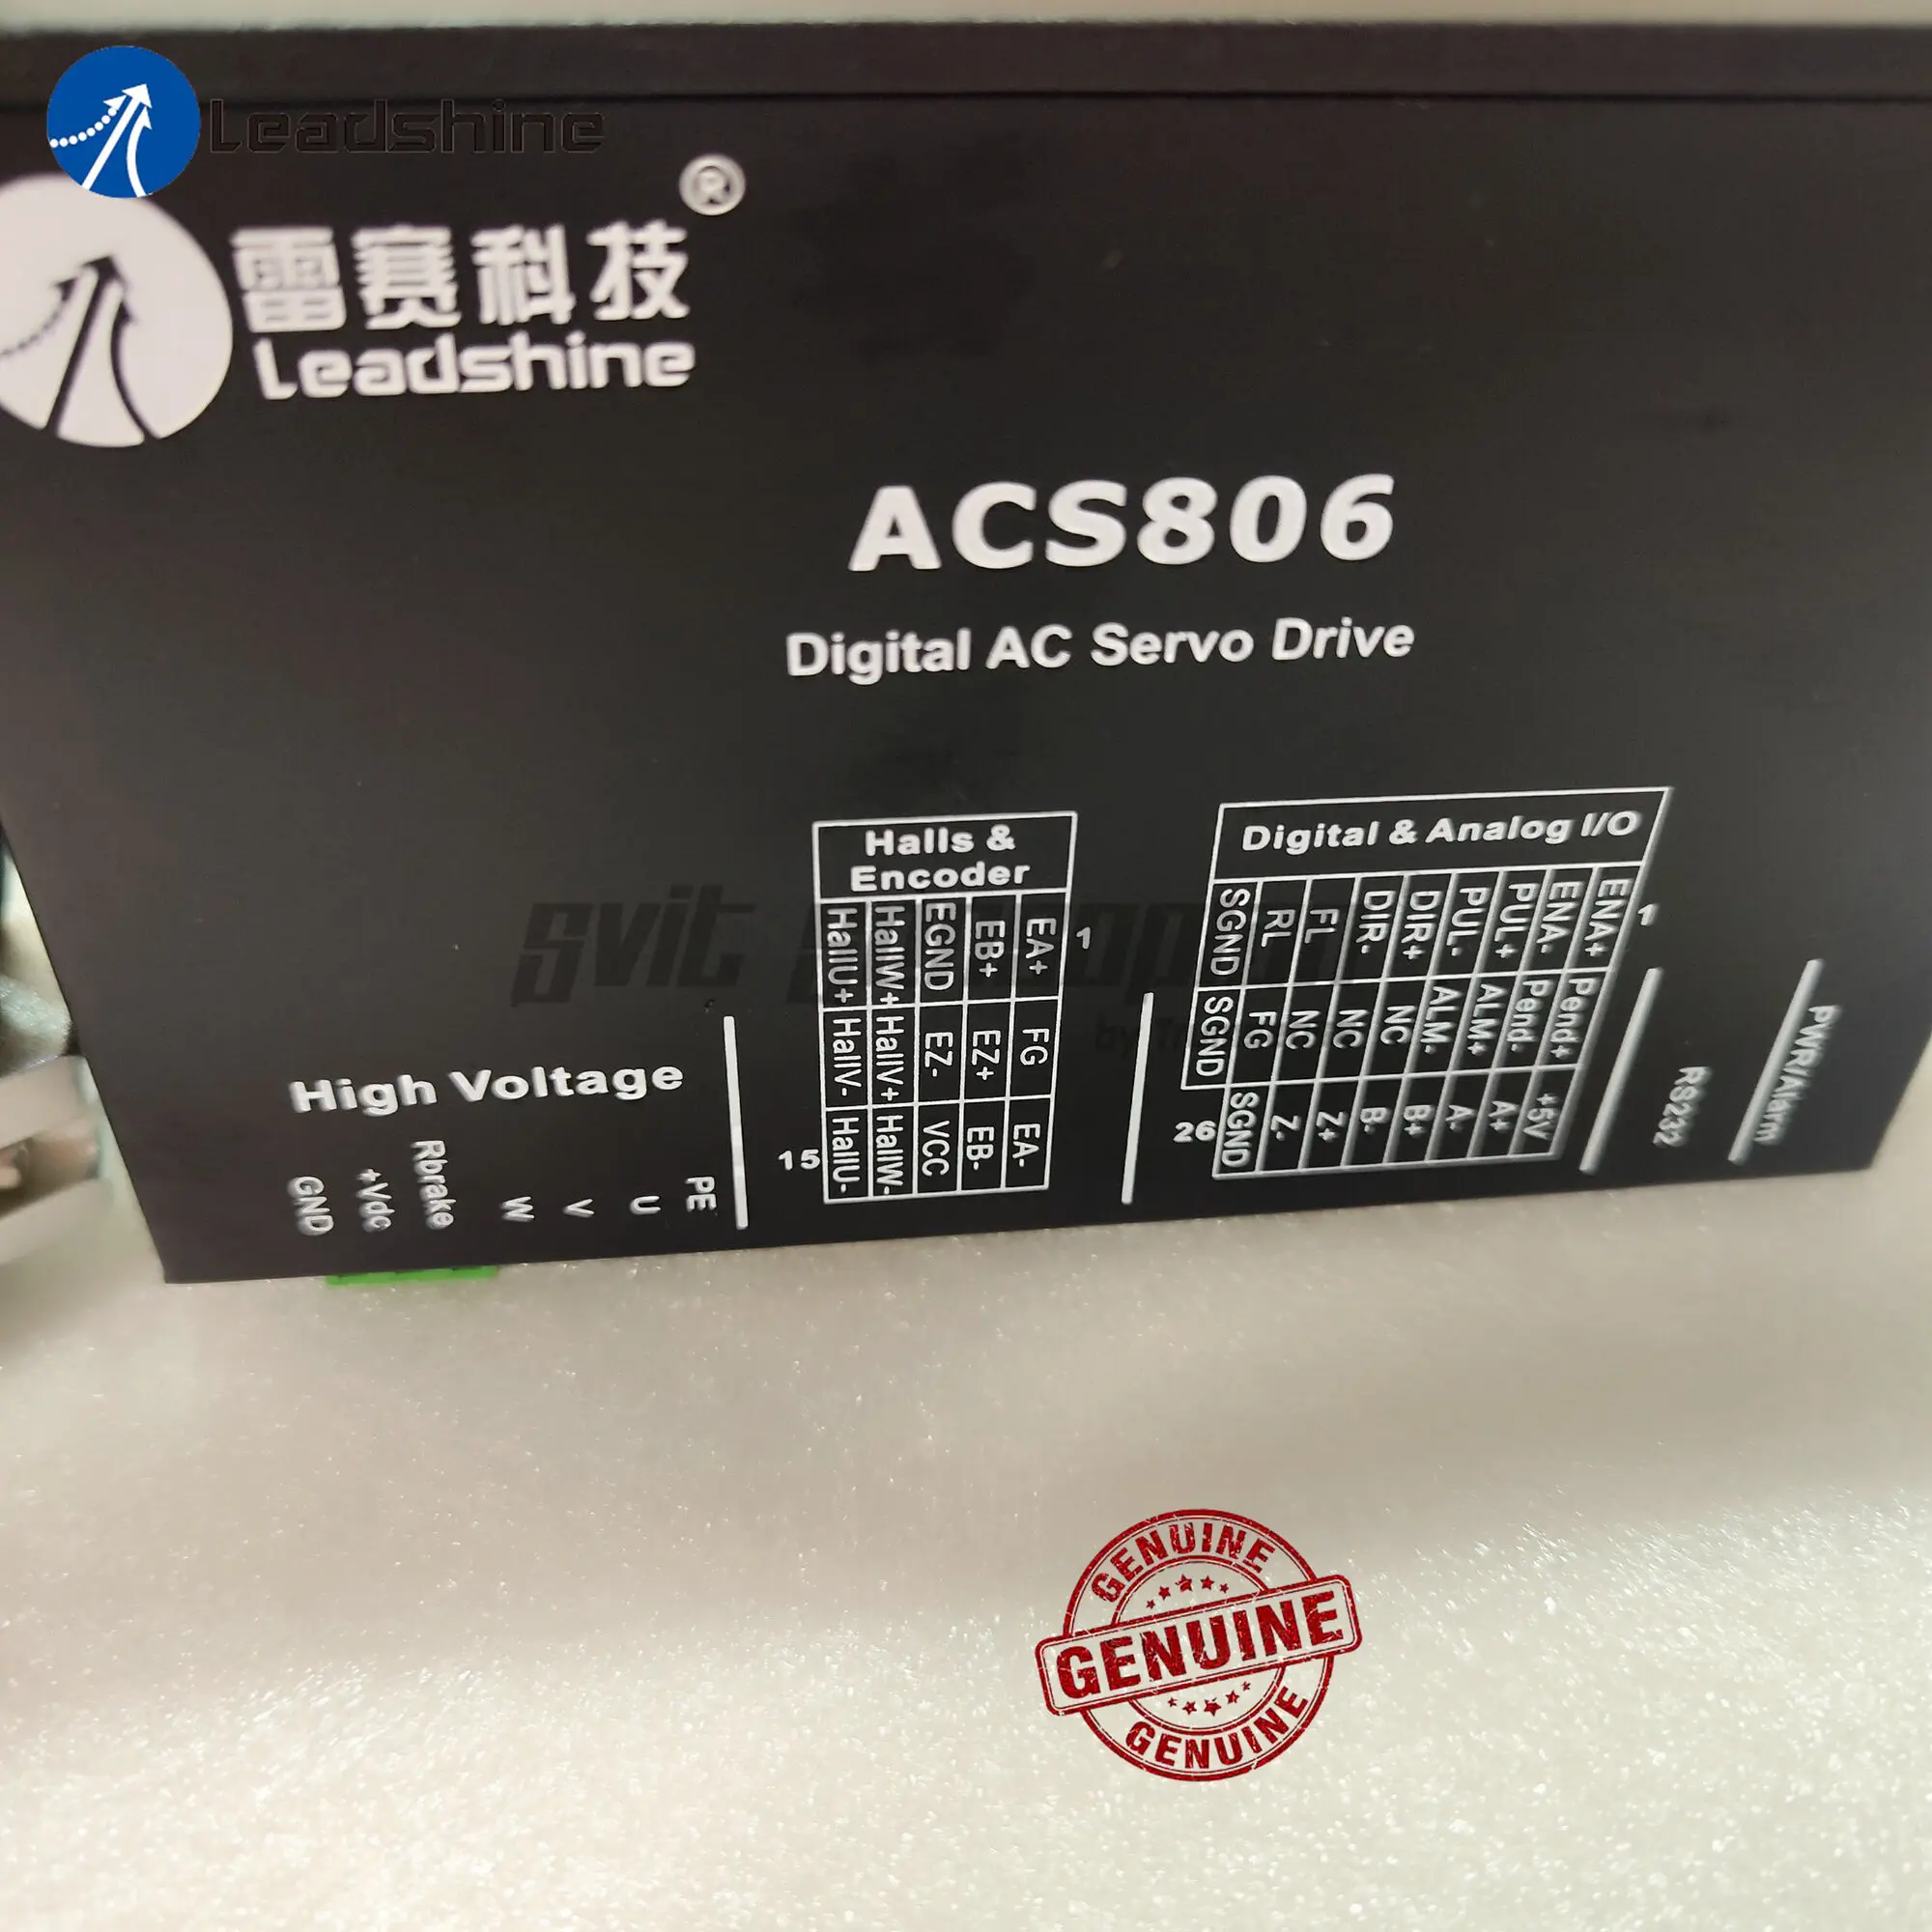 Leadshine
雷赛科技®
Leadshine
ACS806
Digital AC Servo Drive
Halls &
Encoder
HallU+ HallW+ EGND EB+ EA+ 1
HallV- HallV+ EZ- EZ+ FG
15 HallU- HallW- VCC EB- EA-
Digital & Analog I/O
SGND RL FL DIR- DIR+ PUL- PUL+ ENA- ENA+ 1
SGND FG NC NC NC ALM- ALM+ Pend- Pend+
26 SGND Z- Z+ B- B+ A- A+ +5V
RS232
PWR/Alarm
High Voltage
GND +Vdc Rbrake W V U PE
svit
by
GENUINE
GENUINE
GENUINE